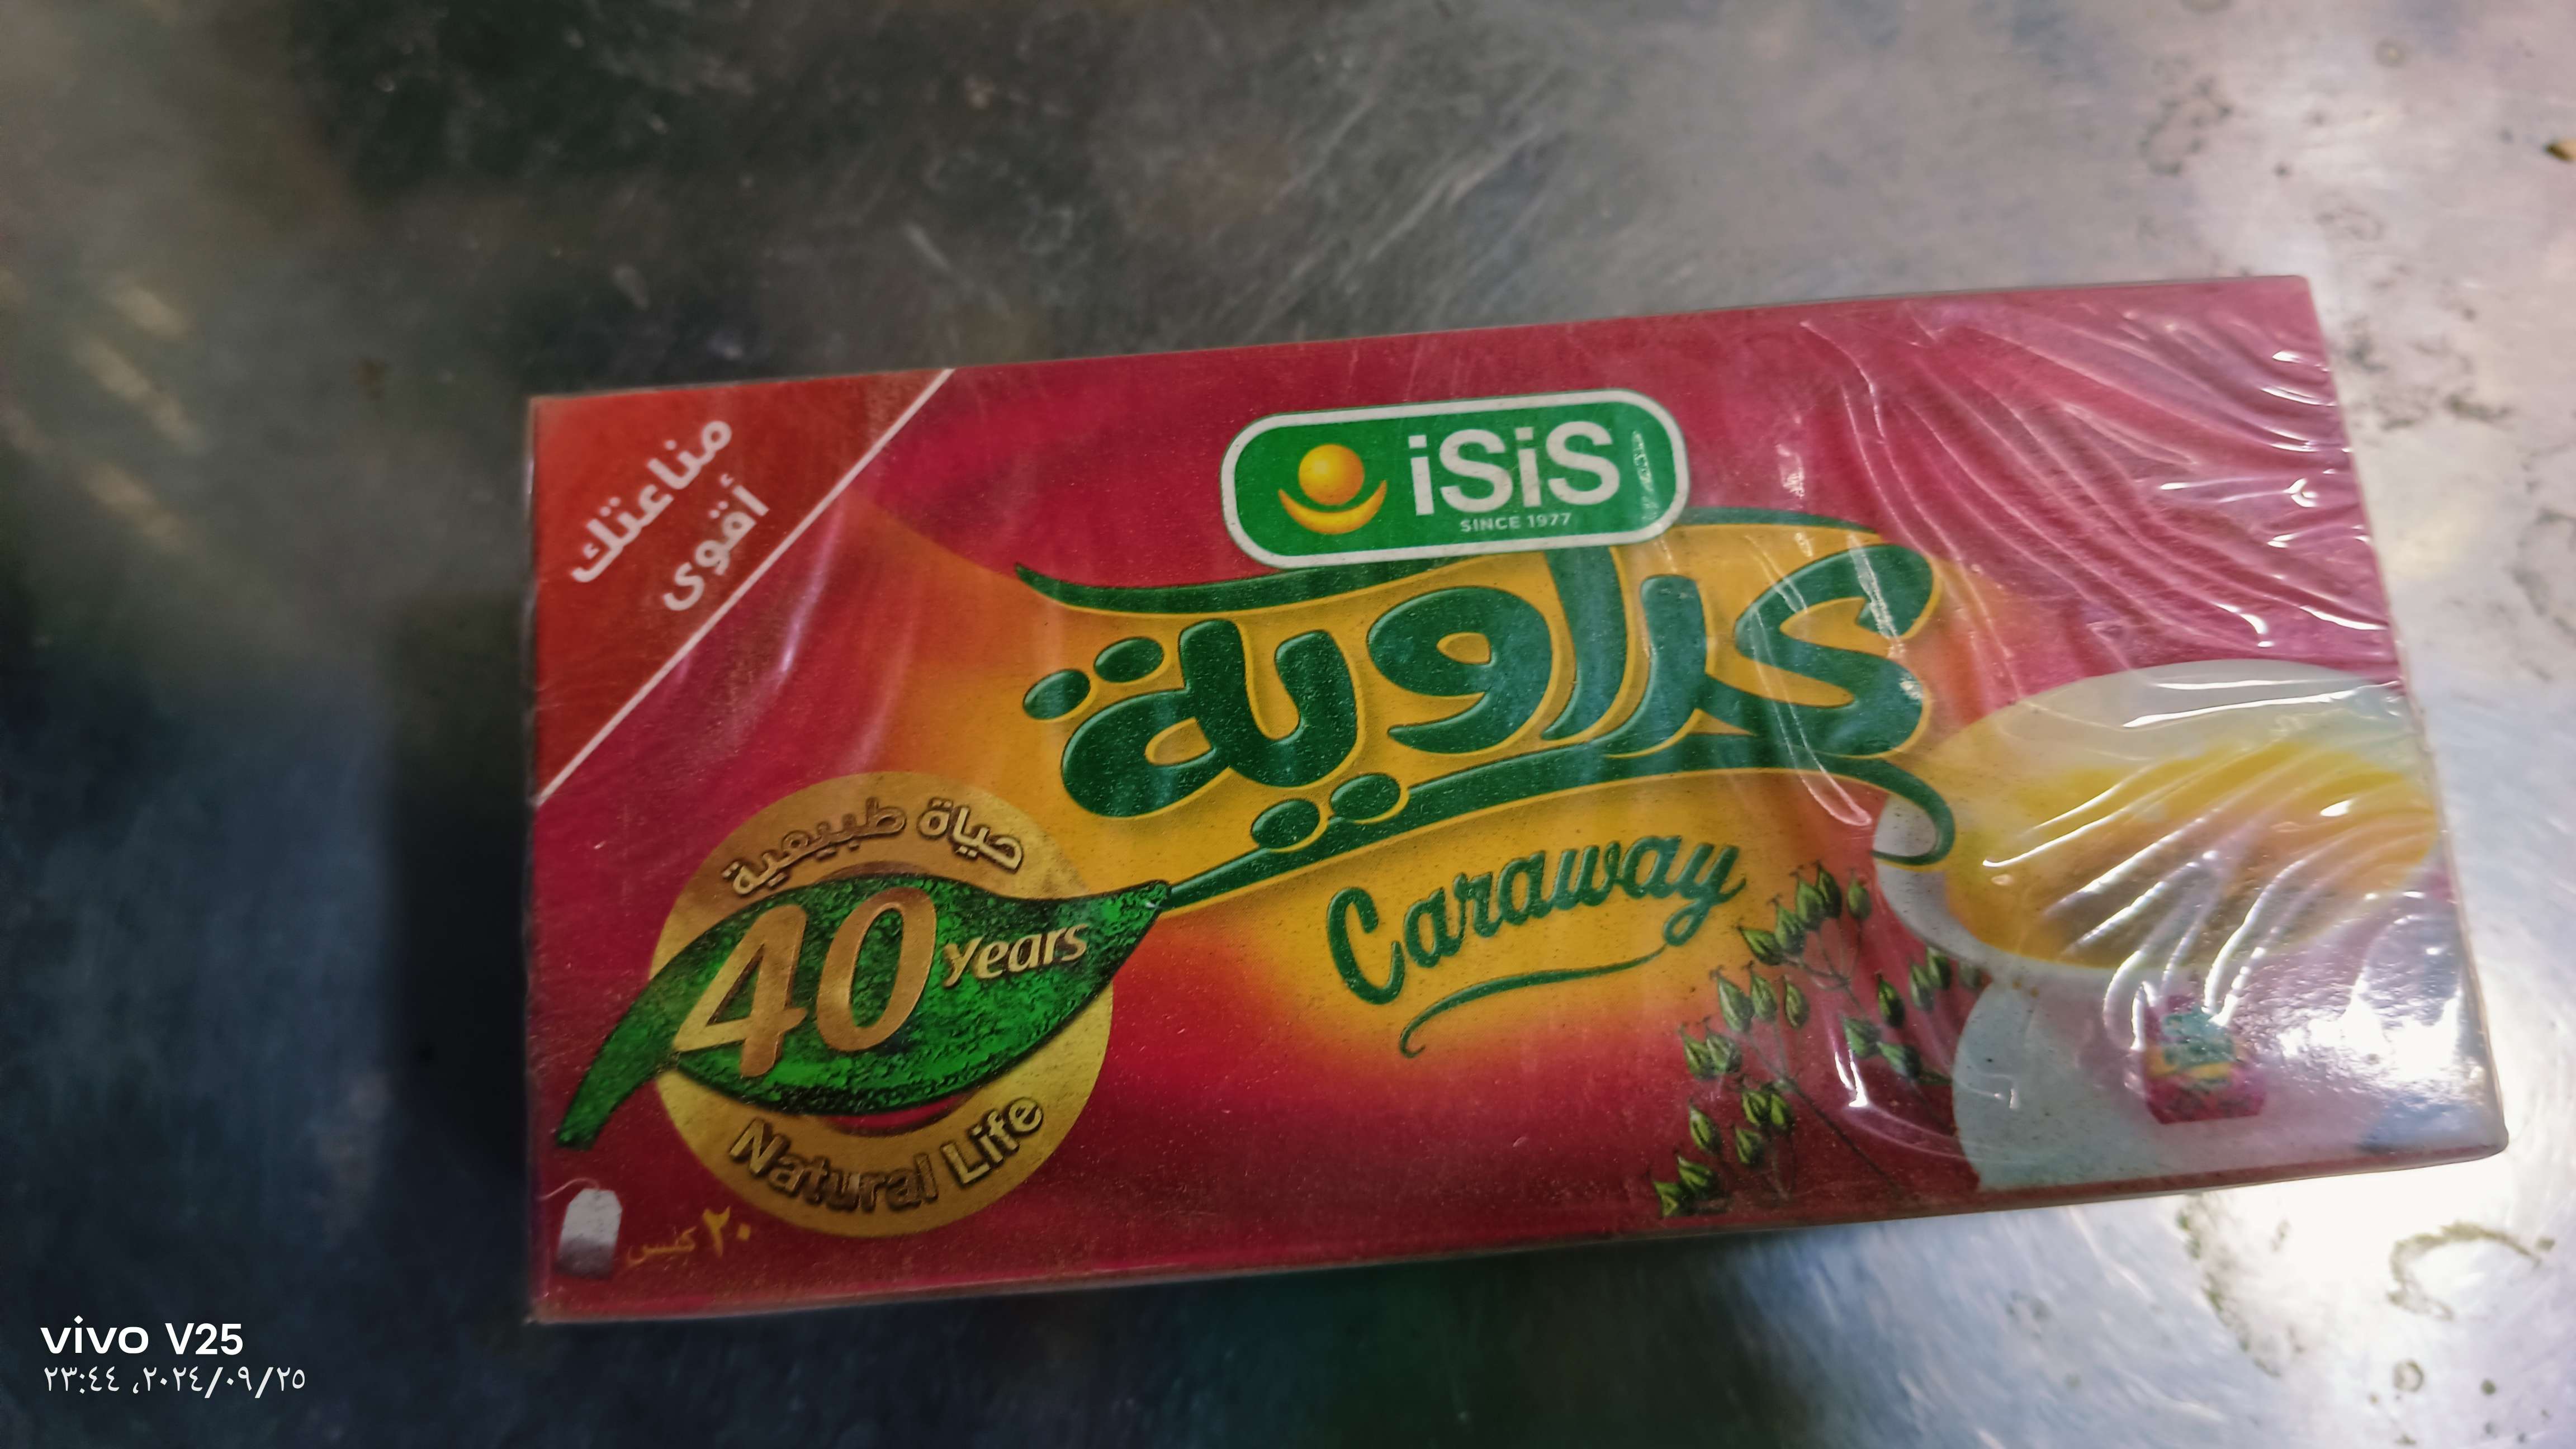 مناعتك
أقوى
iSiS
SINCE 1977
كراوية
Caraway
حياة طبيعية
40 years
Natural Life
٢٠ كيس
vivo V25
٢٣:٤٤ ،٢٠٢٤/٠٩/٢٥